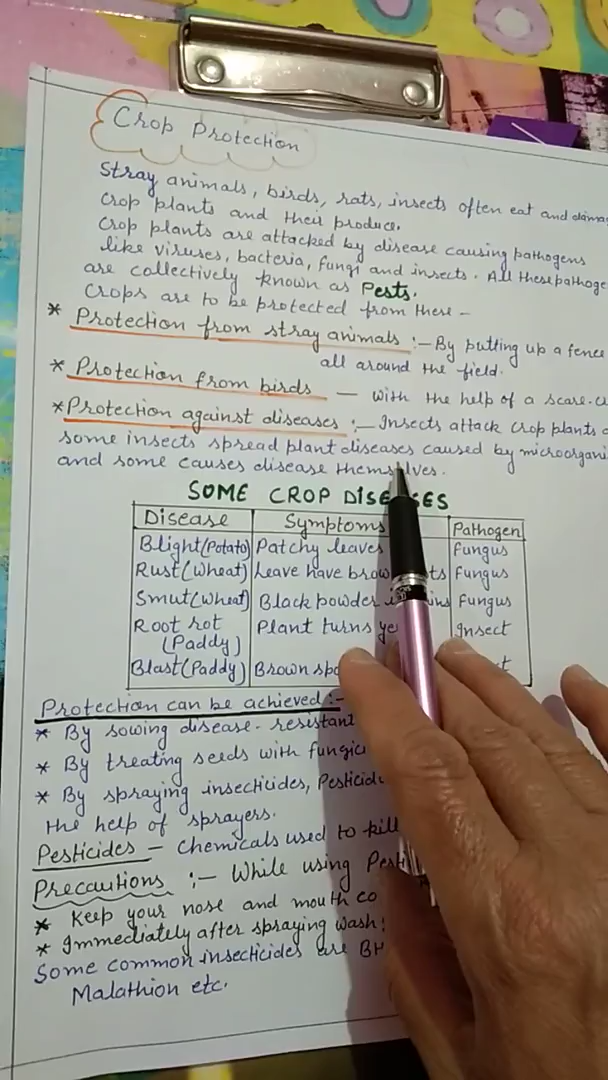 Crop Protection
Stray animals, birds, rats, insects often eat and
Crop plants and their produce.
Crop plants are attacked by disease causing pathogens
like viruses, bacteria, fungi and insects. All these
are collectively known as Pests.
Crops are to be protected from these –
* Protection from stray animals :– By putting up a fence
all around the field.
* Protection from birds — with the help of a
* Protection against diseases :— Insects attack crop plants
some insects spread plant diseases caused by
and some causes disease themselves.
SOME CROP DISEASES
Disease Symptoms Pathogen
Blight(Potato) Patchy leaves Fungus
Rust(Wheat) Leave have Fungus
Smut(Wheat) Black powder Fungus
Root rot Plant turns Insect
(Paddy)
Blast(Paddy) Brown
Protection can be achieved :–
* By sowing disease-resistant
* By treating seeds with
* By spraying insecticides,
the help of sprayers.
Pesticides – Chemicals used to kill
Precautions :– While using
* Keep your nose and mouth
* Immediately after spraying wash
Some common insecticides are
Malathion etc.